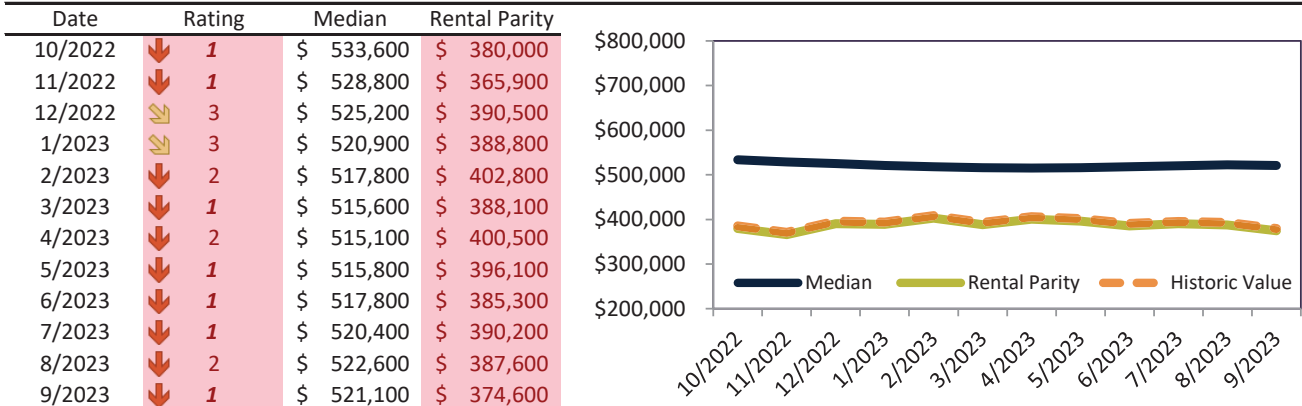 Date Rating Median Rental Parity
10/2022 1 $ 533,600 $ 380,000
11/2022 1 $ 528,800 $ 365,900
12/2022 3 $ 525,200 $ 390,500
1/2023 3 $ 520,900 $ 388,800
2/2023 2 $ 517,800 $ 402,800
3/2023 1 $ 515,600 $ 388,100
4/2023 2 $ 515,100 $ 400,500
5/2023 1 $ 515,800 $ 396,100
6/2023 1 $ 517,800 $ 385,300
7/2023 1 $ 520,400 $ 390,200
8/2023 2 $ 522,600 $ 387,600
9/2023 1 $ 521,100 $ 374,600
$800,000
$700,000
$600,000
$500,000
$400,000
$300,000
$200,000
Median Rental Parity Historic Value
10/2022 11/2022 12/2022 1/2023 2/2023 3/2023 4/2023 5/2023 6/2023 7/2023 8/2023 9/2023